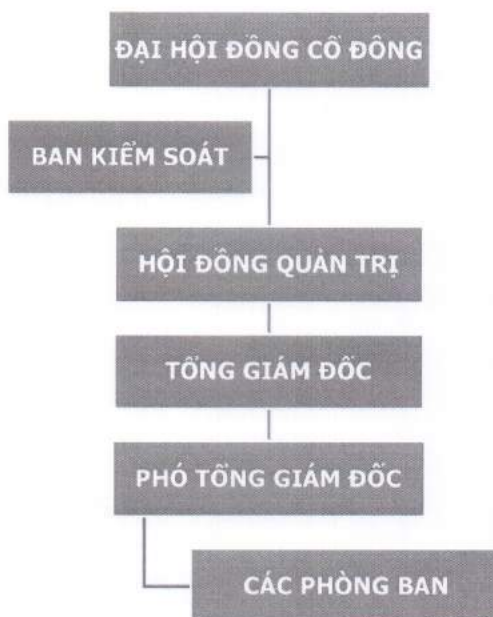 ĐẠI HỘI ĐỒNG CỔ ĐÔNG
BAN KIỂM SOÁT
HỘI ĐỒNG QUẢN TRỊ
TỔNG GIÁM ĐỐC
PHÓ TỔNG GIÁM ĐỐC
CÁC PHÒNG BAN